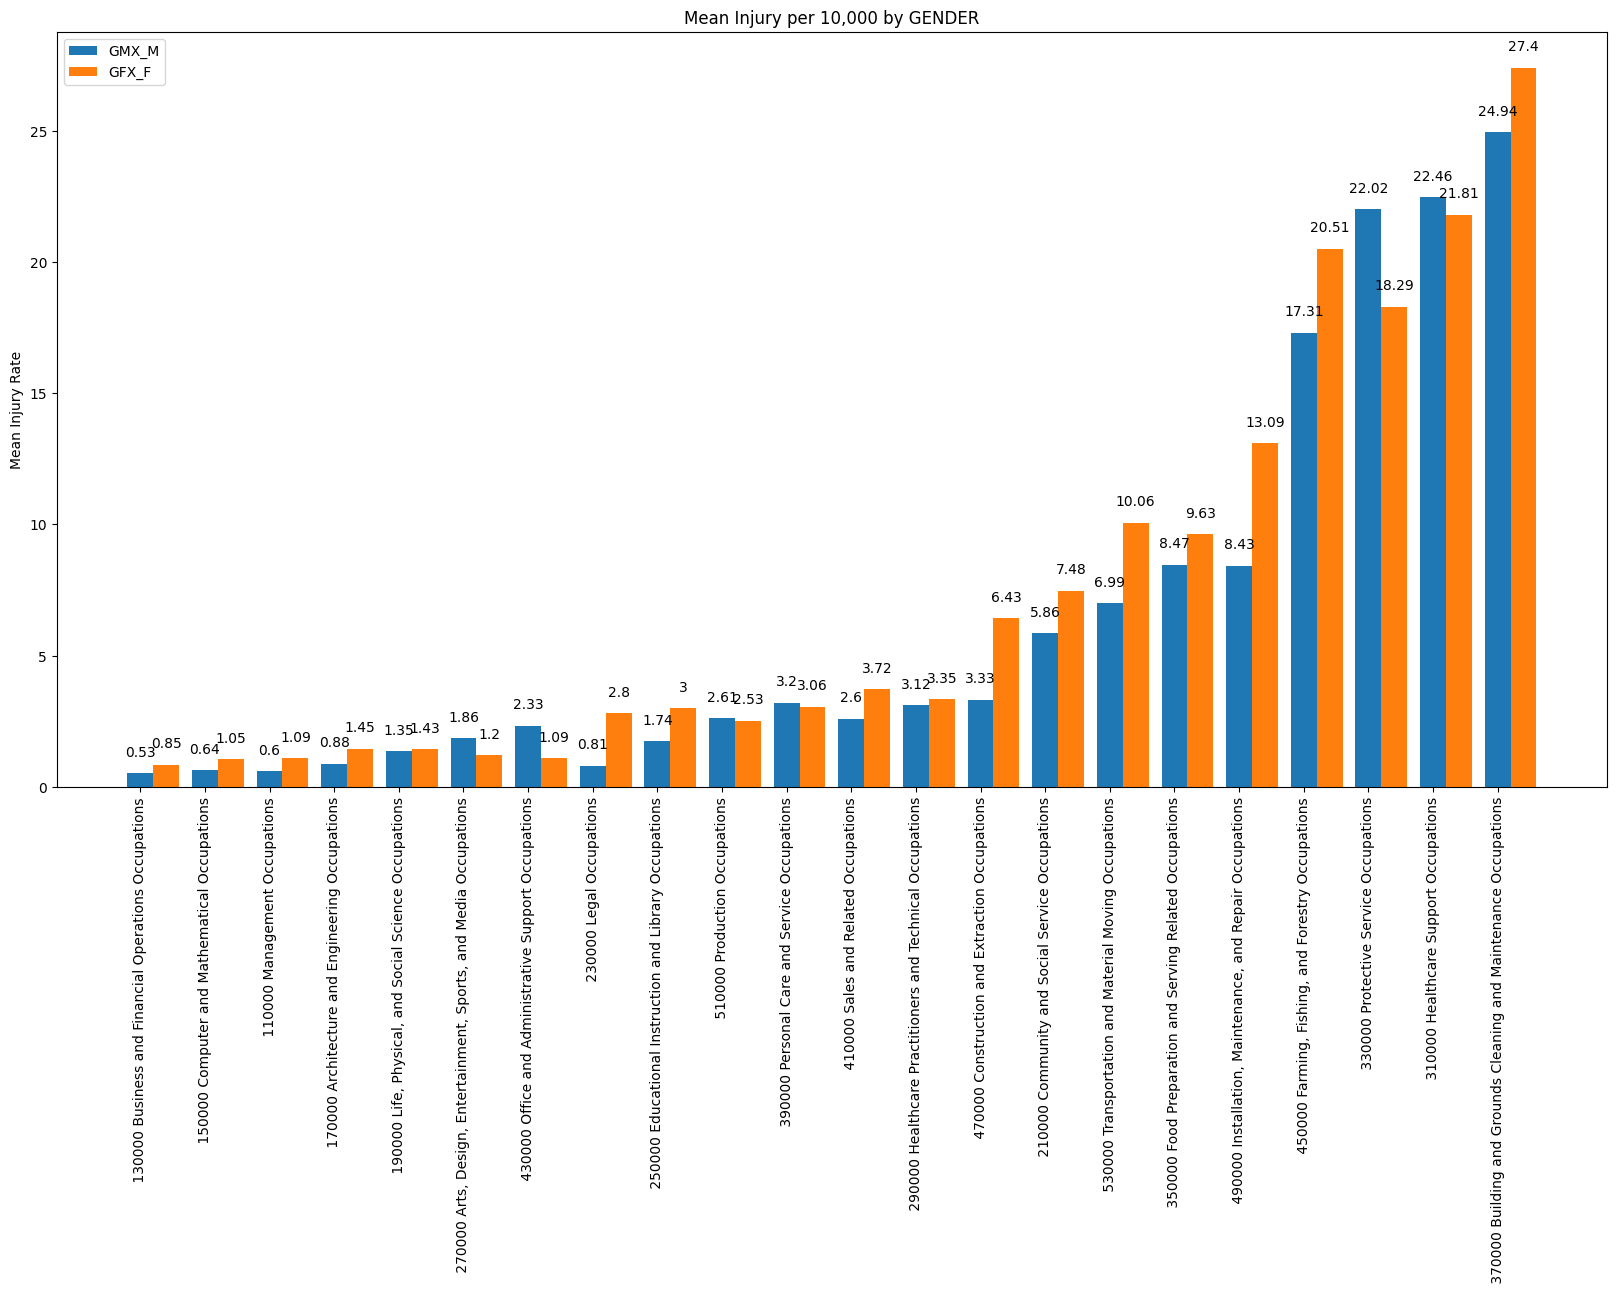 Mean Injury per 10,000 by GENDER
GMX_M
GFX_F
Mean Injury Rate
25
20
15
10
5
0
0.53
0.85
0.64
1.05
0.6
1.09
0.88
1.45
1.35
1.43
1.86
1.2
2.33
1.09
0.81
2.8
1.74
3
2.61
2.53
3.2
3.06
2.6
3.72
3.12
3.35
3.33
6.43
5.86
7.48
6.99
10.06
8.47
9.63
8.43
13.09
17.31
20.51
22.02
18.29
22.46
21.81
24.94
27.4
130000 Business and Financial Operations Occupations
150000 Computer and Mathematical Occupations
110000 Management Occupations
170000 Architecture and Engineering Occupations
190000 Life, Physical, and Social Science Occupations
270000 Arts, Design, Entertainment, Sports, and Media Occupations
430000 Office and Administrative Support Occupations
230000 Legal Occupations
250000 Educational Instruction and Library Occupations
510000 Production Occupations
390000 Personal Care and Service Occupations
410000 Sales and Related Occupations
290000 Healthcare Practitioners and Technical Occupations
470000 Construction and Extraction Occupations
210000 Community and Social Service Occupations
530000 Transportation and Material Moving Occupations
350000 Food Preparation and Serving Related Occupations
490000 Installation, Maintenance, and Repair Occupations
450000 Farming, Fishing, and Forestry Occupations
330000 Protective Service Occupations
310000 Healthcare Support Occupations
370000 Building and Grounds Cleaning and Maintenance Occupations